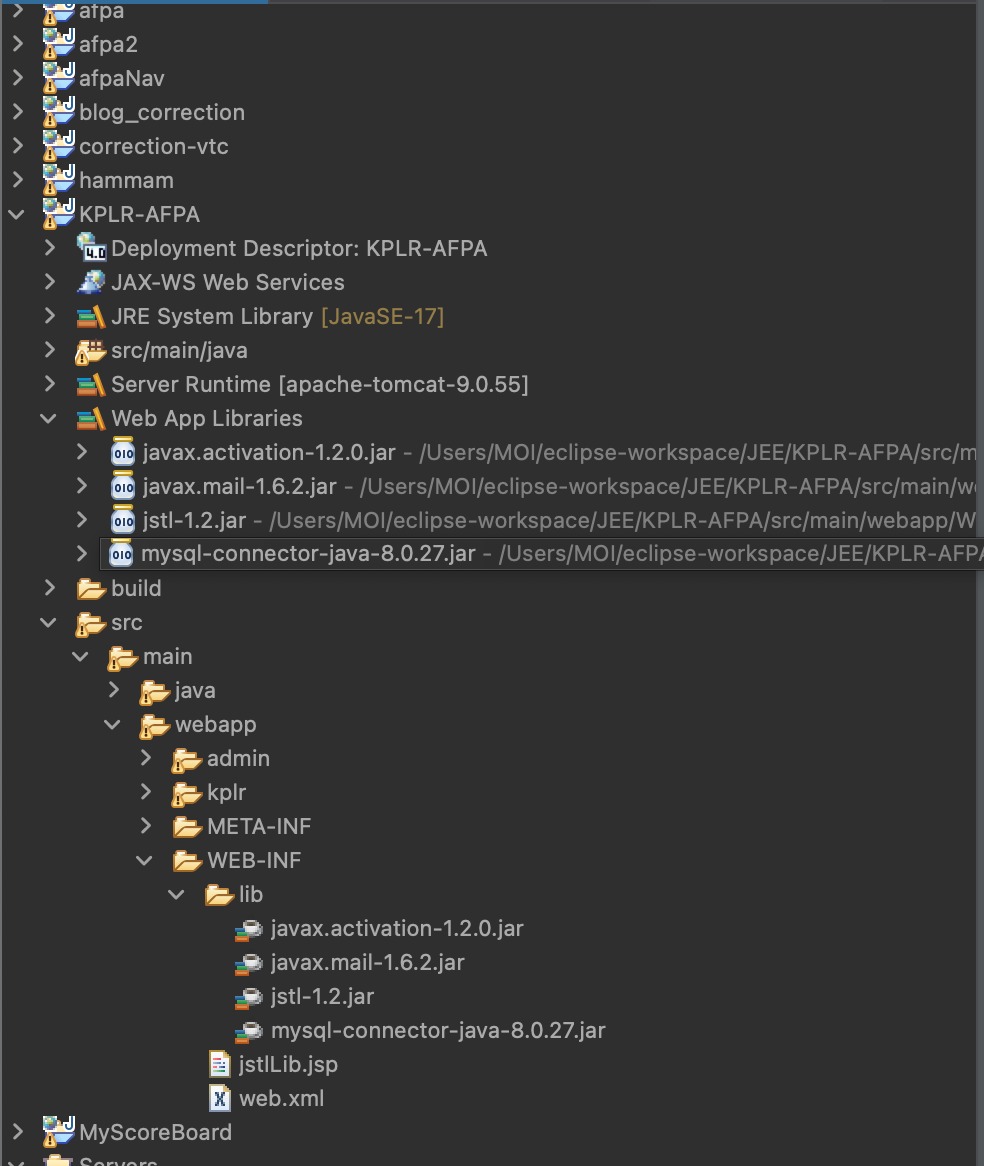 afpa
afpa2
afpaNav
blog_correction
correction-vtc
hammam
KPLR-AFPA
4.0 Deployment Descriptor: KPLR-AFPA
JAX-WS Web Services
JRE System Library [JavaSE-17]
src/main/java
Server Runtime [apache-tomcat-9.0.55]
Web App Libraries
010 javax.activation-1.2.0.jar - /Users/MOI/eclipse-workspace/JEE/KPLR-AFPA/src/m
010 javax.mail-1.6.2.jar - /Users/MOI/eclipse-workspace/JEE/KPLR-AFPA/src/main/we
010 jstl-1.2.jar - /Users/MOI/eclipse-workspace/JEE/KPLR-AFPA/src/main/webapp/W
010 mysql-connector-java-8.0.27.jar - /Users/MOI/eclipse-workspace/JEE/KPLR-AFPA
build
src
main
java
webapp
admin
kplr
META-INF
WEB-INF
lib
javax.activation-1.2.0.jar
javax.mail-1.6.2.jar
jstl-1.2.jar
mysql-connector-java-8.0.27.jar
jstlLib.jsp
X web.xml
MyScoreBoard
Servers